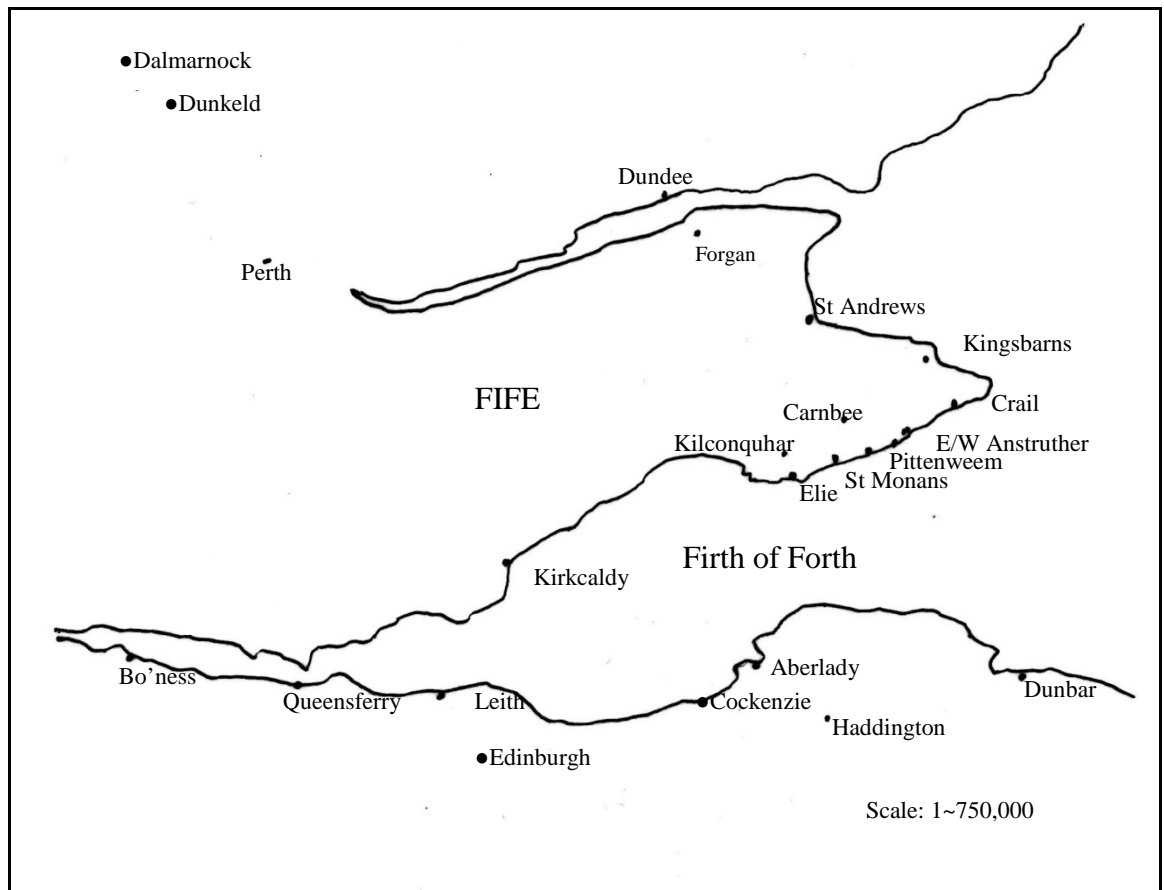 ●Dalmarnock
●Dunkeld
Dundee
Forgan
Perth
St Andrews
Kingsbarns
FIFE
Crail
Carnbee
E/W Anstruther
Kilconquhar
Pittenweem
St Monans
Elie
Firth of Forth
Kirkcaldy
Aberlady
Bo’ness
Dunbar
Queensferry
Leith
●Cockenzie
Haddington
●Edinburgh
Scale: 1~750,000